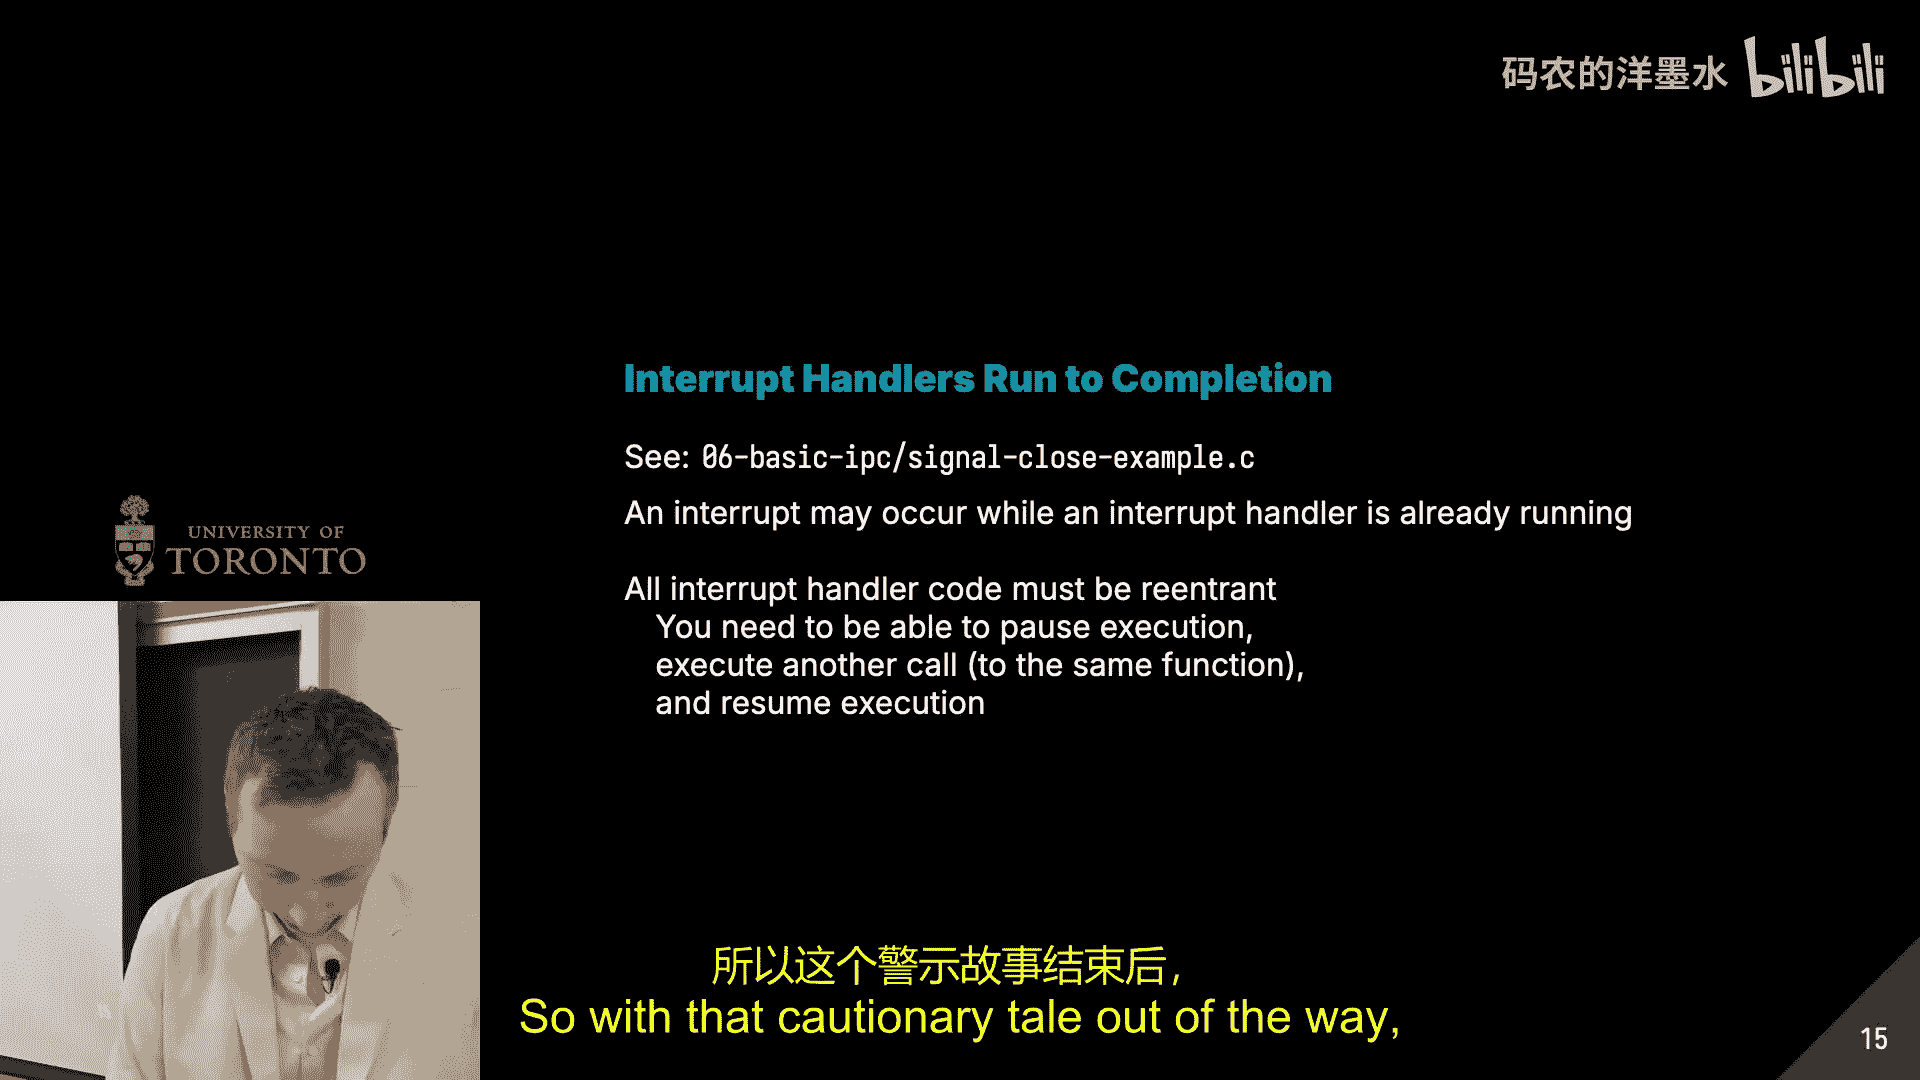 码农的洋墨水 bilibili
Interrupt Handlers Run to Completion
See: 06-basic-ipc/signal-close-example.c
An interrupt may occur while an interrupt handler is already running
All interrupt handler code must be reentrant
You need to be able to pause execution,
execute another call (to the same function),
and resume execution
UNIVERSITY OF
TORONTO
所以这个警示故事结束后，
So with that cautionary tale out of the way,
15